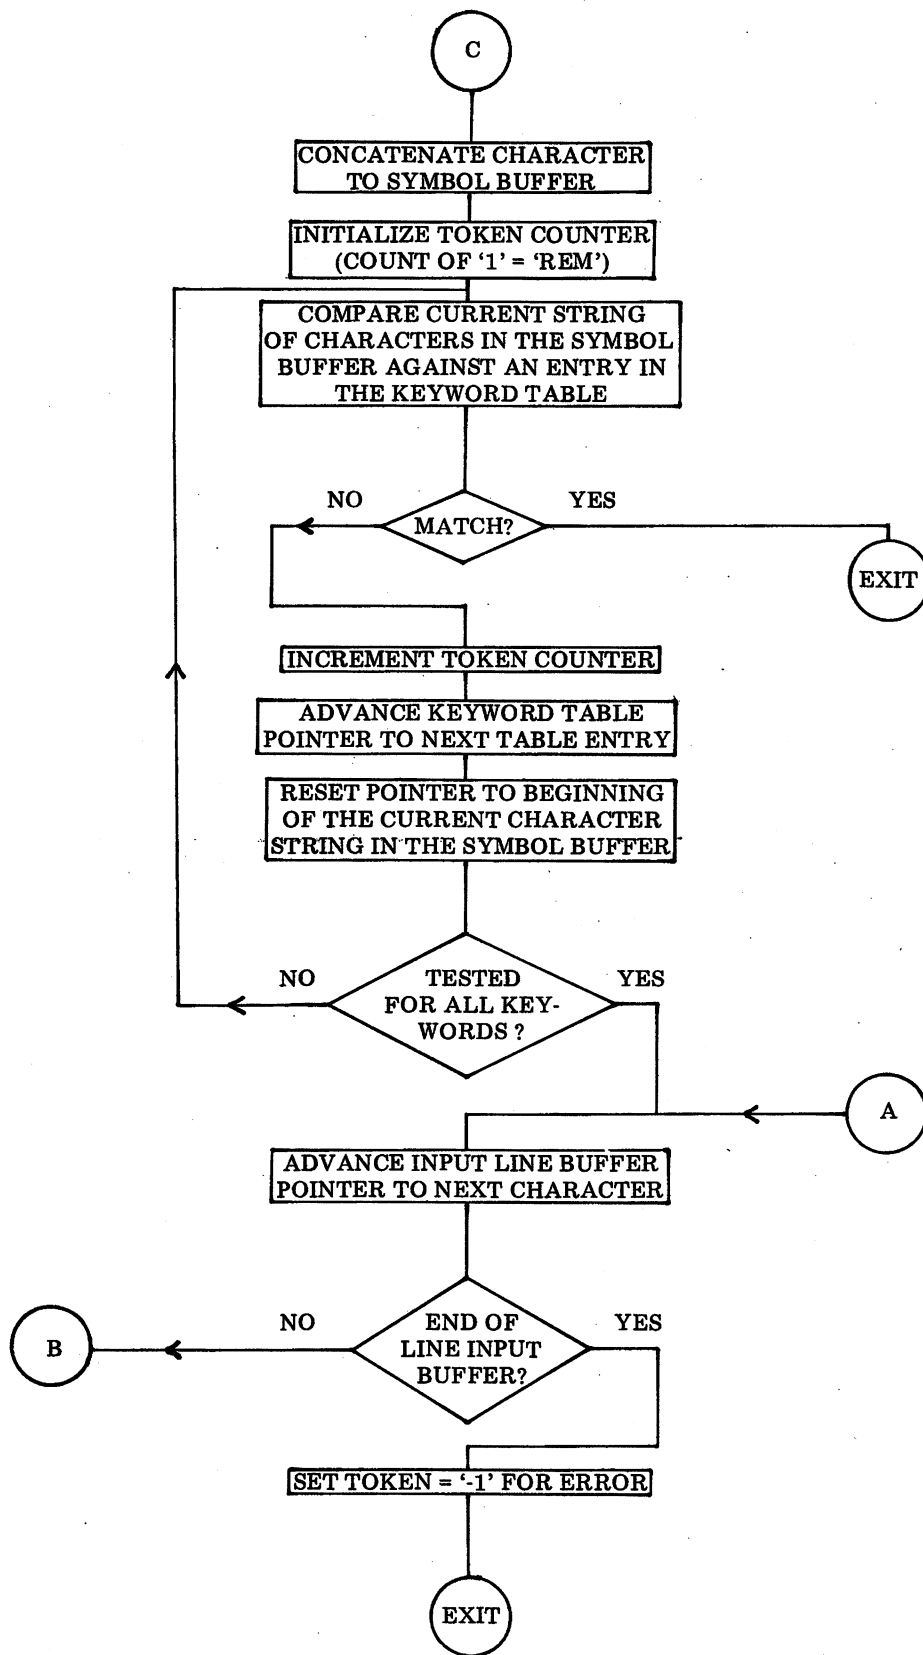 C
CONCATENATE CHARACTER
TO SYMBOL BUFFER
INITIALIZE TOKEN COUNTER
(COUNT OF ‘1’ = ‘REM’)
COMPARE CURRENT STRING
OF CHARACTERS IN THE SYMBOL
BUFFER AGAINST AN ENTRY IN
THE KEYWORD TABLE
NO
YES
MATCH?
EXIT
INCREMENT TOKEN COUNTER
ADVANCE KEYWORD TABLE
POINTER TO NEXT TABLE ENTRY
RESET POINTER TO BEGINNING
OF THE CURRENT CHARACTER
STRING IN THE SYMBOL BUFFER
NO
YES
TESTED
FOR ALL KEY-
WORDS ?
A
ADVANCE INPUT LINE BUFFER
POINTER TO NEXT CHARACTER
NO
YES
B
END OF
LINE INPUT
BUFFER?
SET TOKEN = ‘-1’ FOR ERROR
EXIT